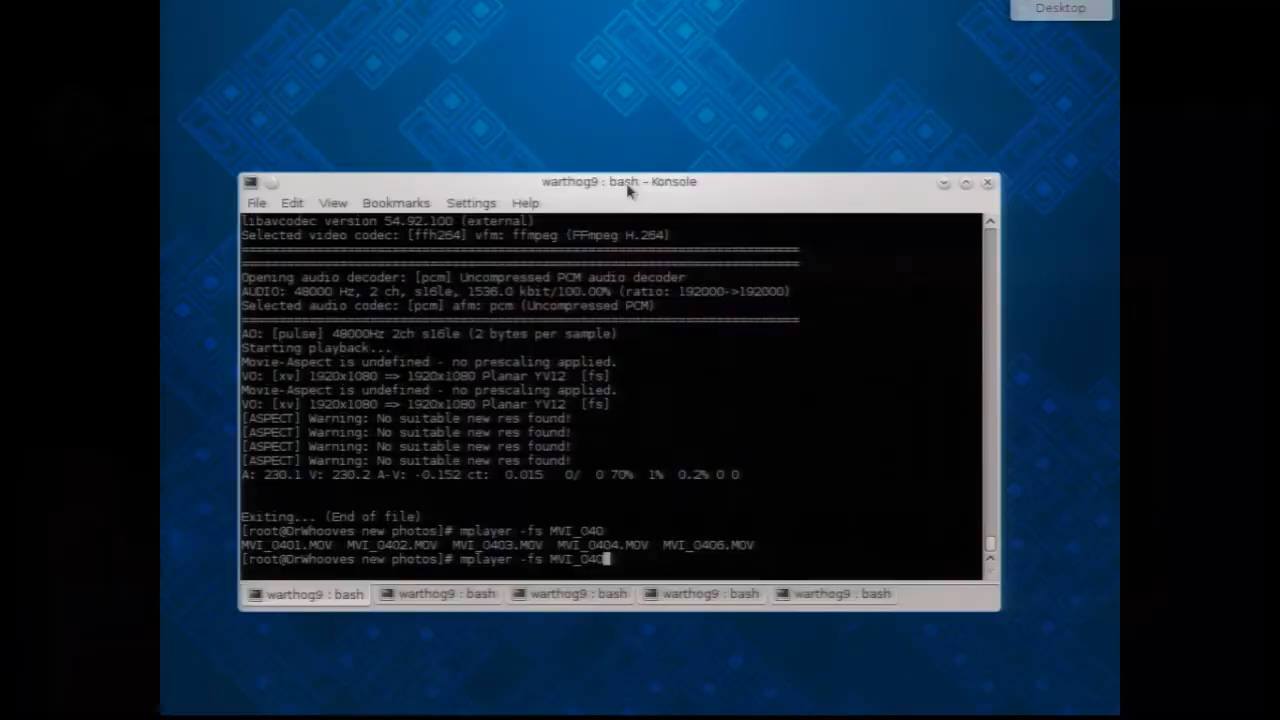 Desktop
warthog9 : bash - Konsole
File Edit View Bookmarks Settings Help
libavcodec version 54.92.100 (external)
Selected video codec: [ffh264] vfm: ffmpeg (FFmpeg H.264)
==========================================================================
==========================================================================
Opening audio decoder: [pcm] Uncompressed PCM audio decoder
AUDIO: 48000 Hz, 2 ch, s16le, 1536.0 kbit/100.00% (ratio: 192000->192000)
Selected audio codec: [pcm] afm: pcm (Uncompressed PCM)
==========================================================================
AO: [pulse] 48000Hz 2ch s16le (2 bytes per sample)
Starting playback...
Movie-Aspect is undefined - no prescaling applied.
VO: [xv] 1920x1080 => 1920x1080 Planar YV12  [fs]
Movie-Aspect is undefined - no prescaling applied.
VO: [xv] 1920x1080 => 1920x1080 Planar YV12  [fs]
[ASPECT] Warning: No suitable new res found!
[ASPECT] Warning: No suitable new res found!
[ASPECT] Warning: No suitable new res found!
[ASPECT] Warning: No suitable new res found!
A: 230.1 V: 230.2 A-V: -0.152 ct:  0.015   0/  0 70%  1%  0.2% 0 0
Exiting... (End of file)
[root@DrWhooves new photos]# mplayer -fs MVI_040
MVI_0401.MOV  MVI_0402.MOV  MVI_0403.MOV  MVI_0404.MOV  MVI_0406.MOV
[root@DrWhooves new photos]# mplayer -fs MVI_040
warthog9 : bash warthog9 : bash warthog9 : bash warthog9 : bash warthog9 : bash